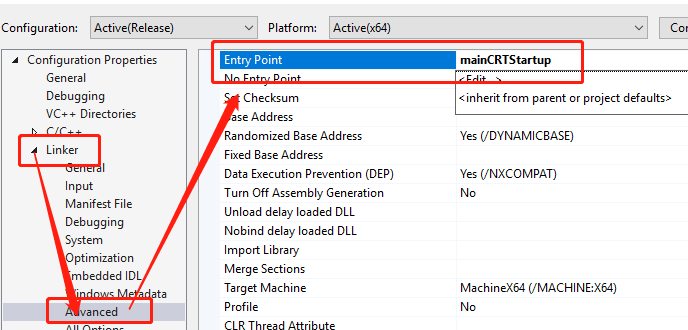 Configuration: Active(Release) Platform: Active(x64) Con
Configuration Properties
General
Debugging
VC++ Directories
C/C++
Linker
General
Input
Manifest File
Debugging
System
Optimization
Embedded IDL
Windows Metadata
Advanced
All Options
Entry Point mainCRTStartup
No Entry Point <Edit...>
Set Checksum <inherit from parent or project defaults>
Base Address
Randomized Base Address Yes (/DYNAMICBASE)
Fixed Base Address
Data Execution Prevention (DEP) Yes (/NXCOMPAT)
Turn Off Assembly Generation No
Unload delay loaded DLL
Nobind delay loaded DLL
Import Library
Merge Sections
Target Machine MachineX64 (/MACHINE:X64)
Profile No
CLR Thread Attribute